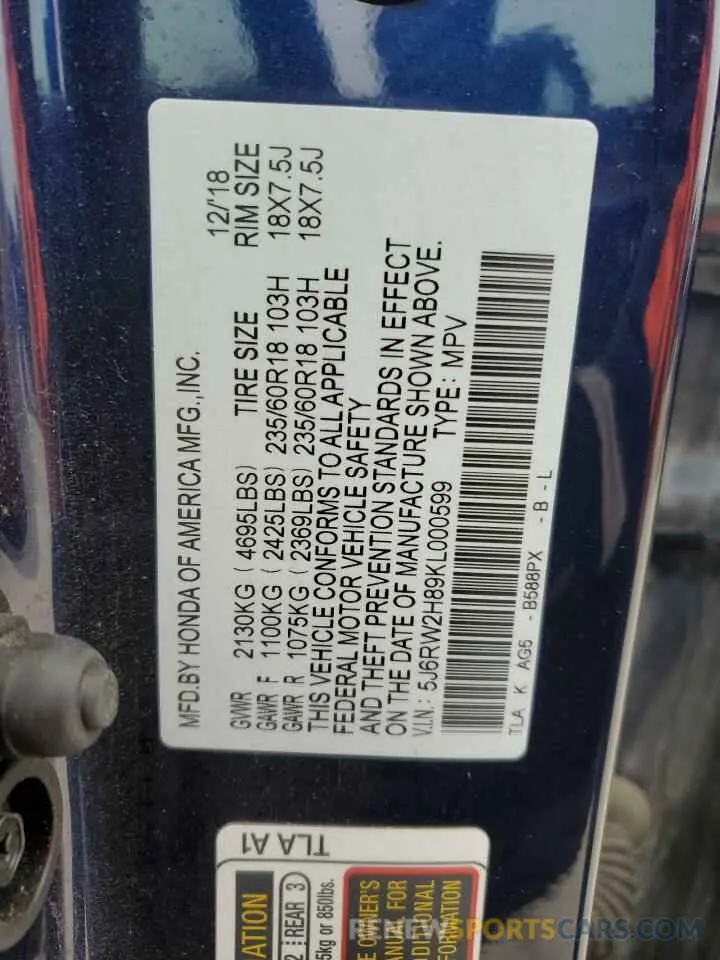 MFD.BY HONDA OF AMERICA MFG.,INC. 12/'18
GVWR 2130KG ( 4695LBS) TIRE SIZE RIM SIZE
GAWR F 1100KG ( 2425LBS) 235/60R18 103H 18X7.5J
GAWR R 1075KG ( 2369LBS) 235/60R18 103H 18X7.5J
THIS VEHICLE CONFORMS TO ALL APPLICABLE
FEDERAL MOTOR VEHICLE SAFETY
AND THEFT PREVENTION STANDARDS IN EFFECT
ON THE DATE OF MANUFACTURE SHOWN ABOVE.
V.I.N.: 5J6RW2H89KL000599 TYPE: MPV
TLA K AG5 - B588PX - B - L
TLA A1
REAR 3
850lbs.
MANUAL FOR
RENEWSPORTSCARS.COM